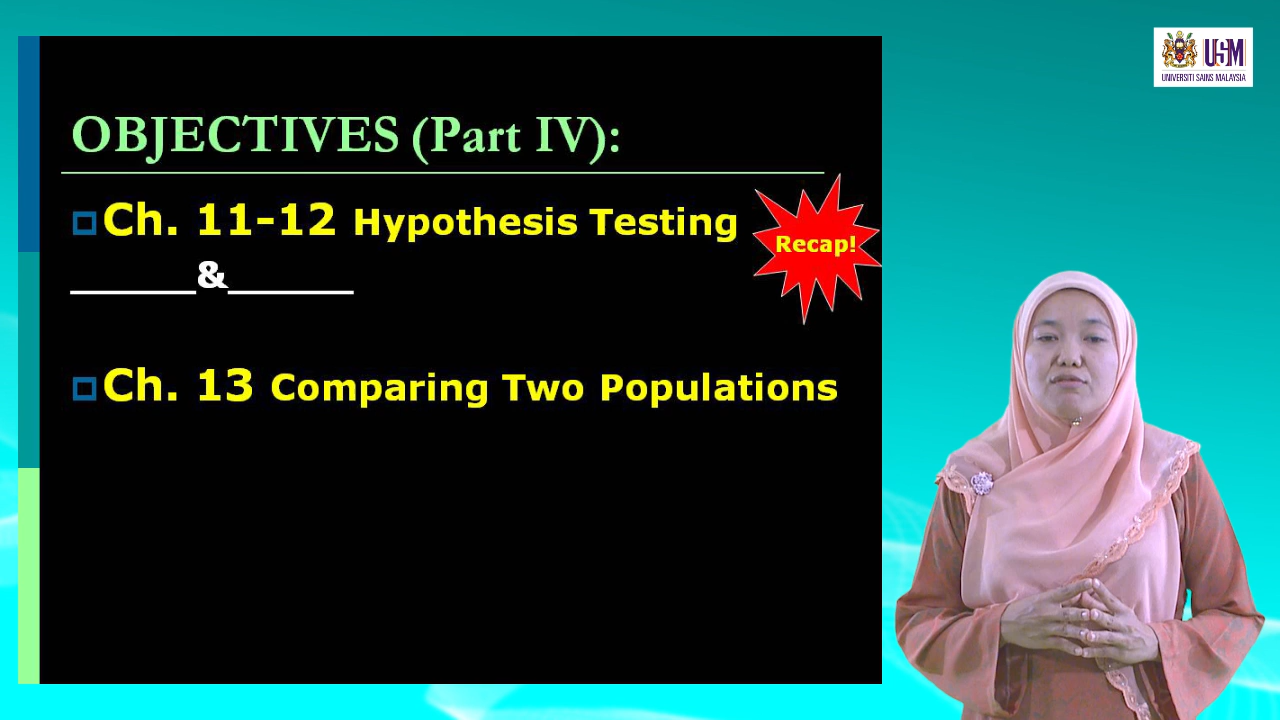 OBJECTIVES (Part IV):
Ch. 11-12 Hypothesis Testing
______&______
Recap!
Ch. 13 Comparing Two Populations
USM
UNIVERSITI SAINS MALAYSIA